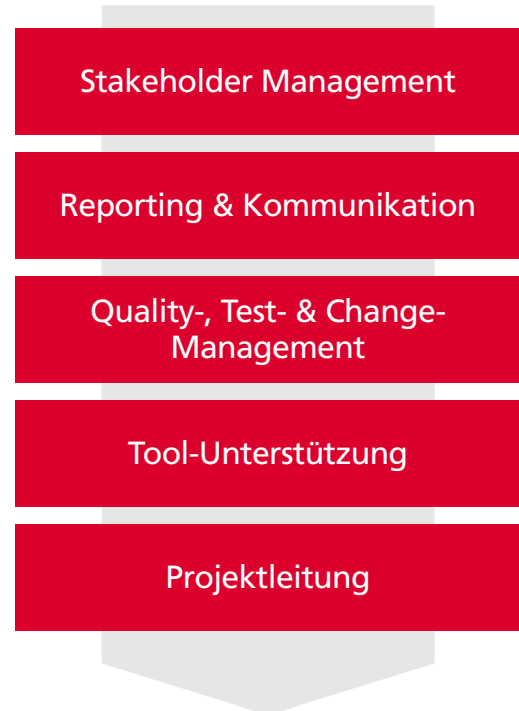 Stakeholder Management
Reporting & Kommunikation
Quality-, Test- & Change-
Management
Tool-Unterstützung
Projektleitung